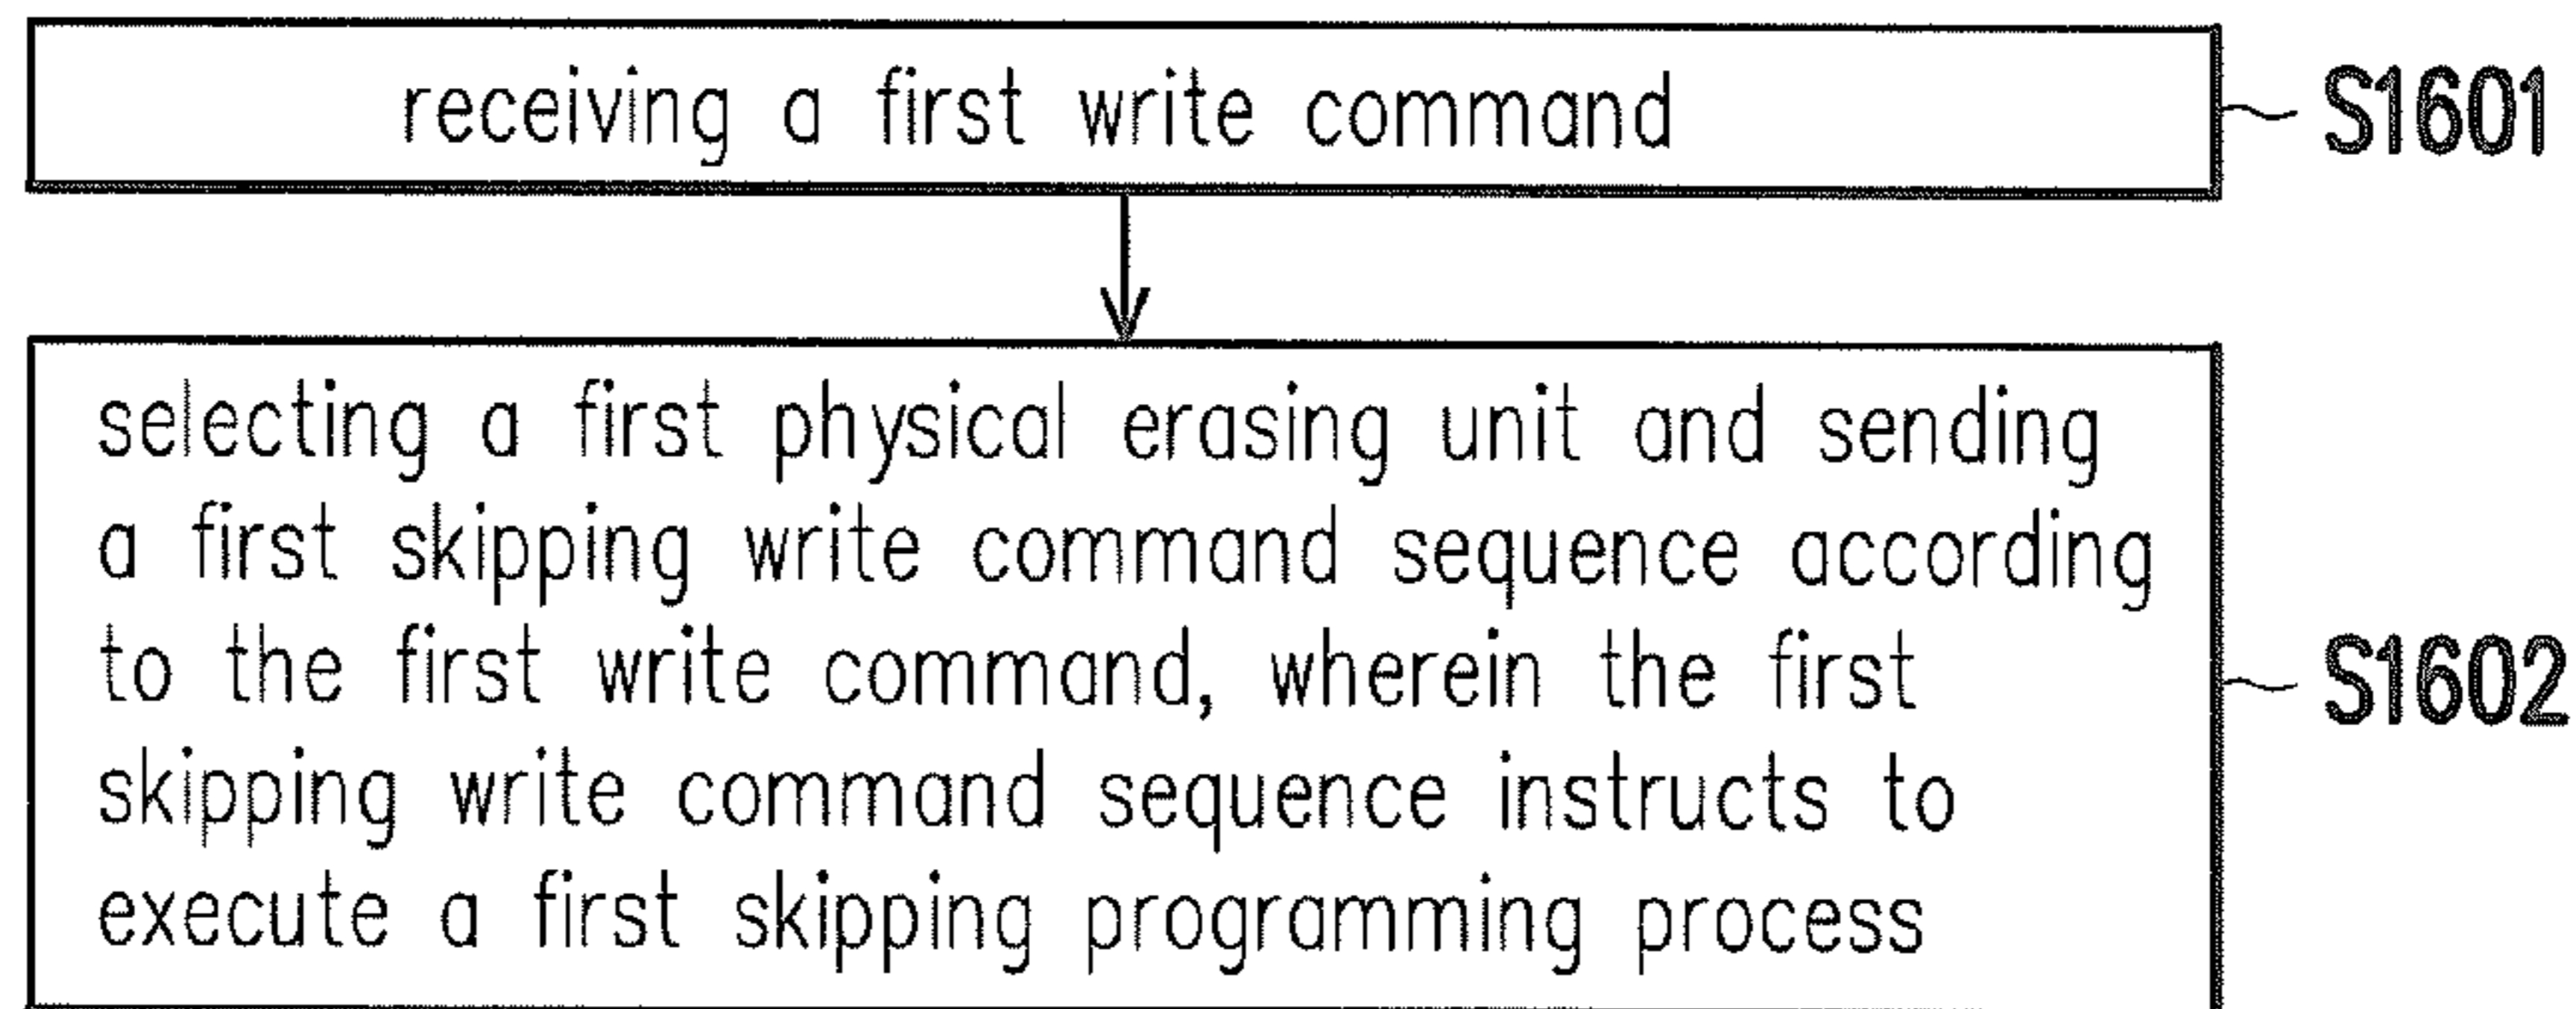 receiving a first write command
S1601
selecting a first physical erasing unit and sending
a first skipping write command sequence according
to the first write command, wherein the first
skipping write command sequence instructs to
execute a first skipping programming process
S1602